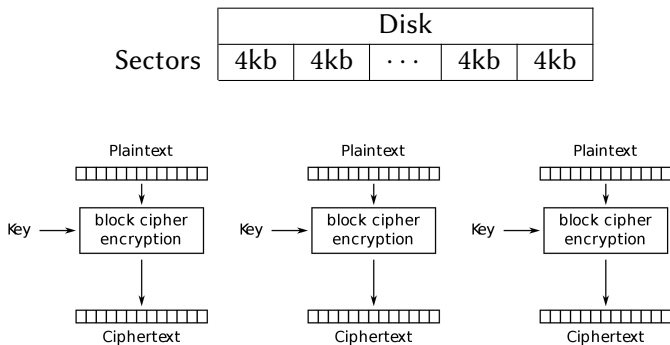 Disk
Sectors 4kb 4kb ··· 4kb 4kb
Plaintext Plaintext Plaintext
Key block cipher encryption Key block cipher encryption Key block cipher encryption
Ciphertext Ciphertext Ciphertext